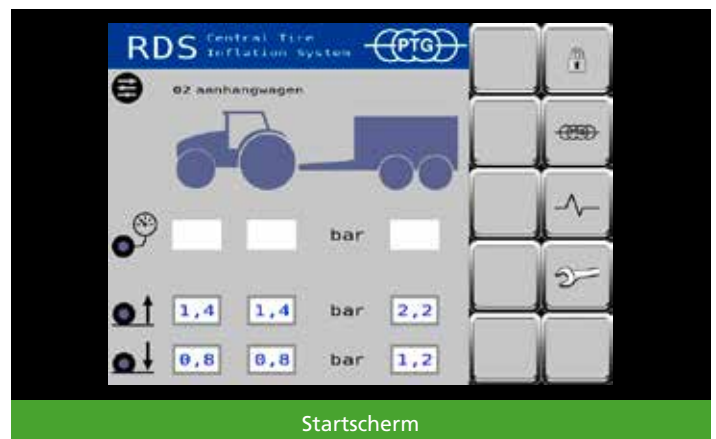 RDS Central Tire Inflation System PTG
02 aanhangwagen
bar
1,4 1,4 bar 2,2
0,8 0,8 bar 1,2
Startscherm